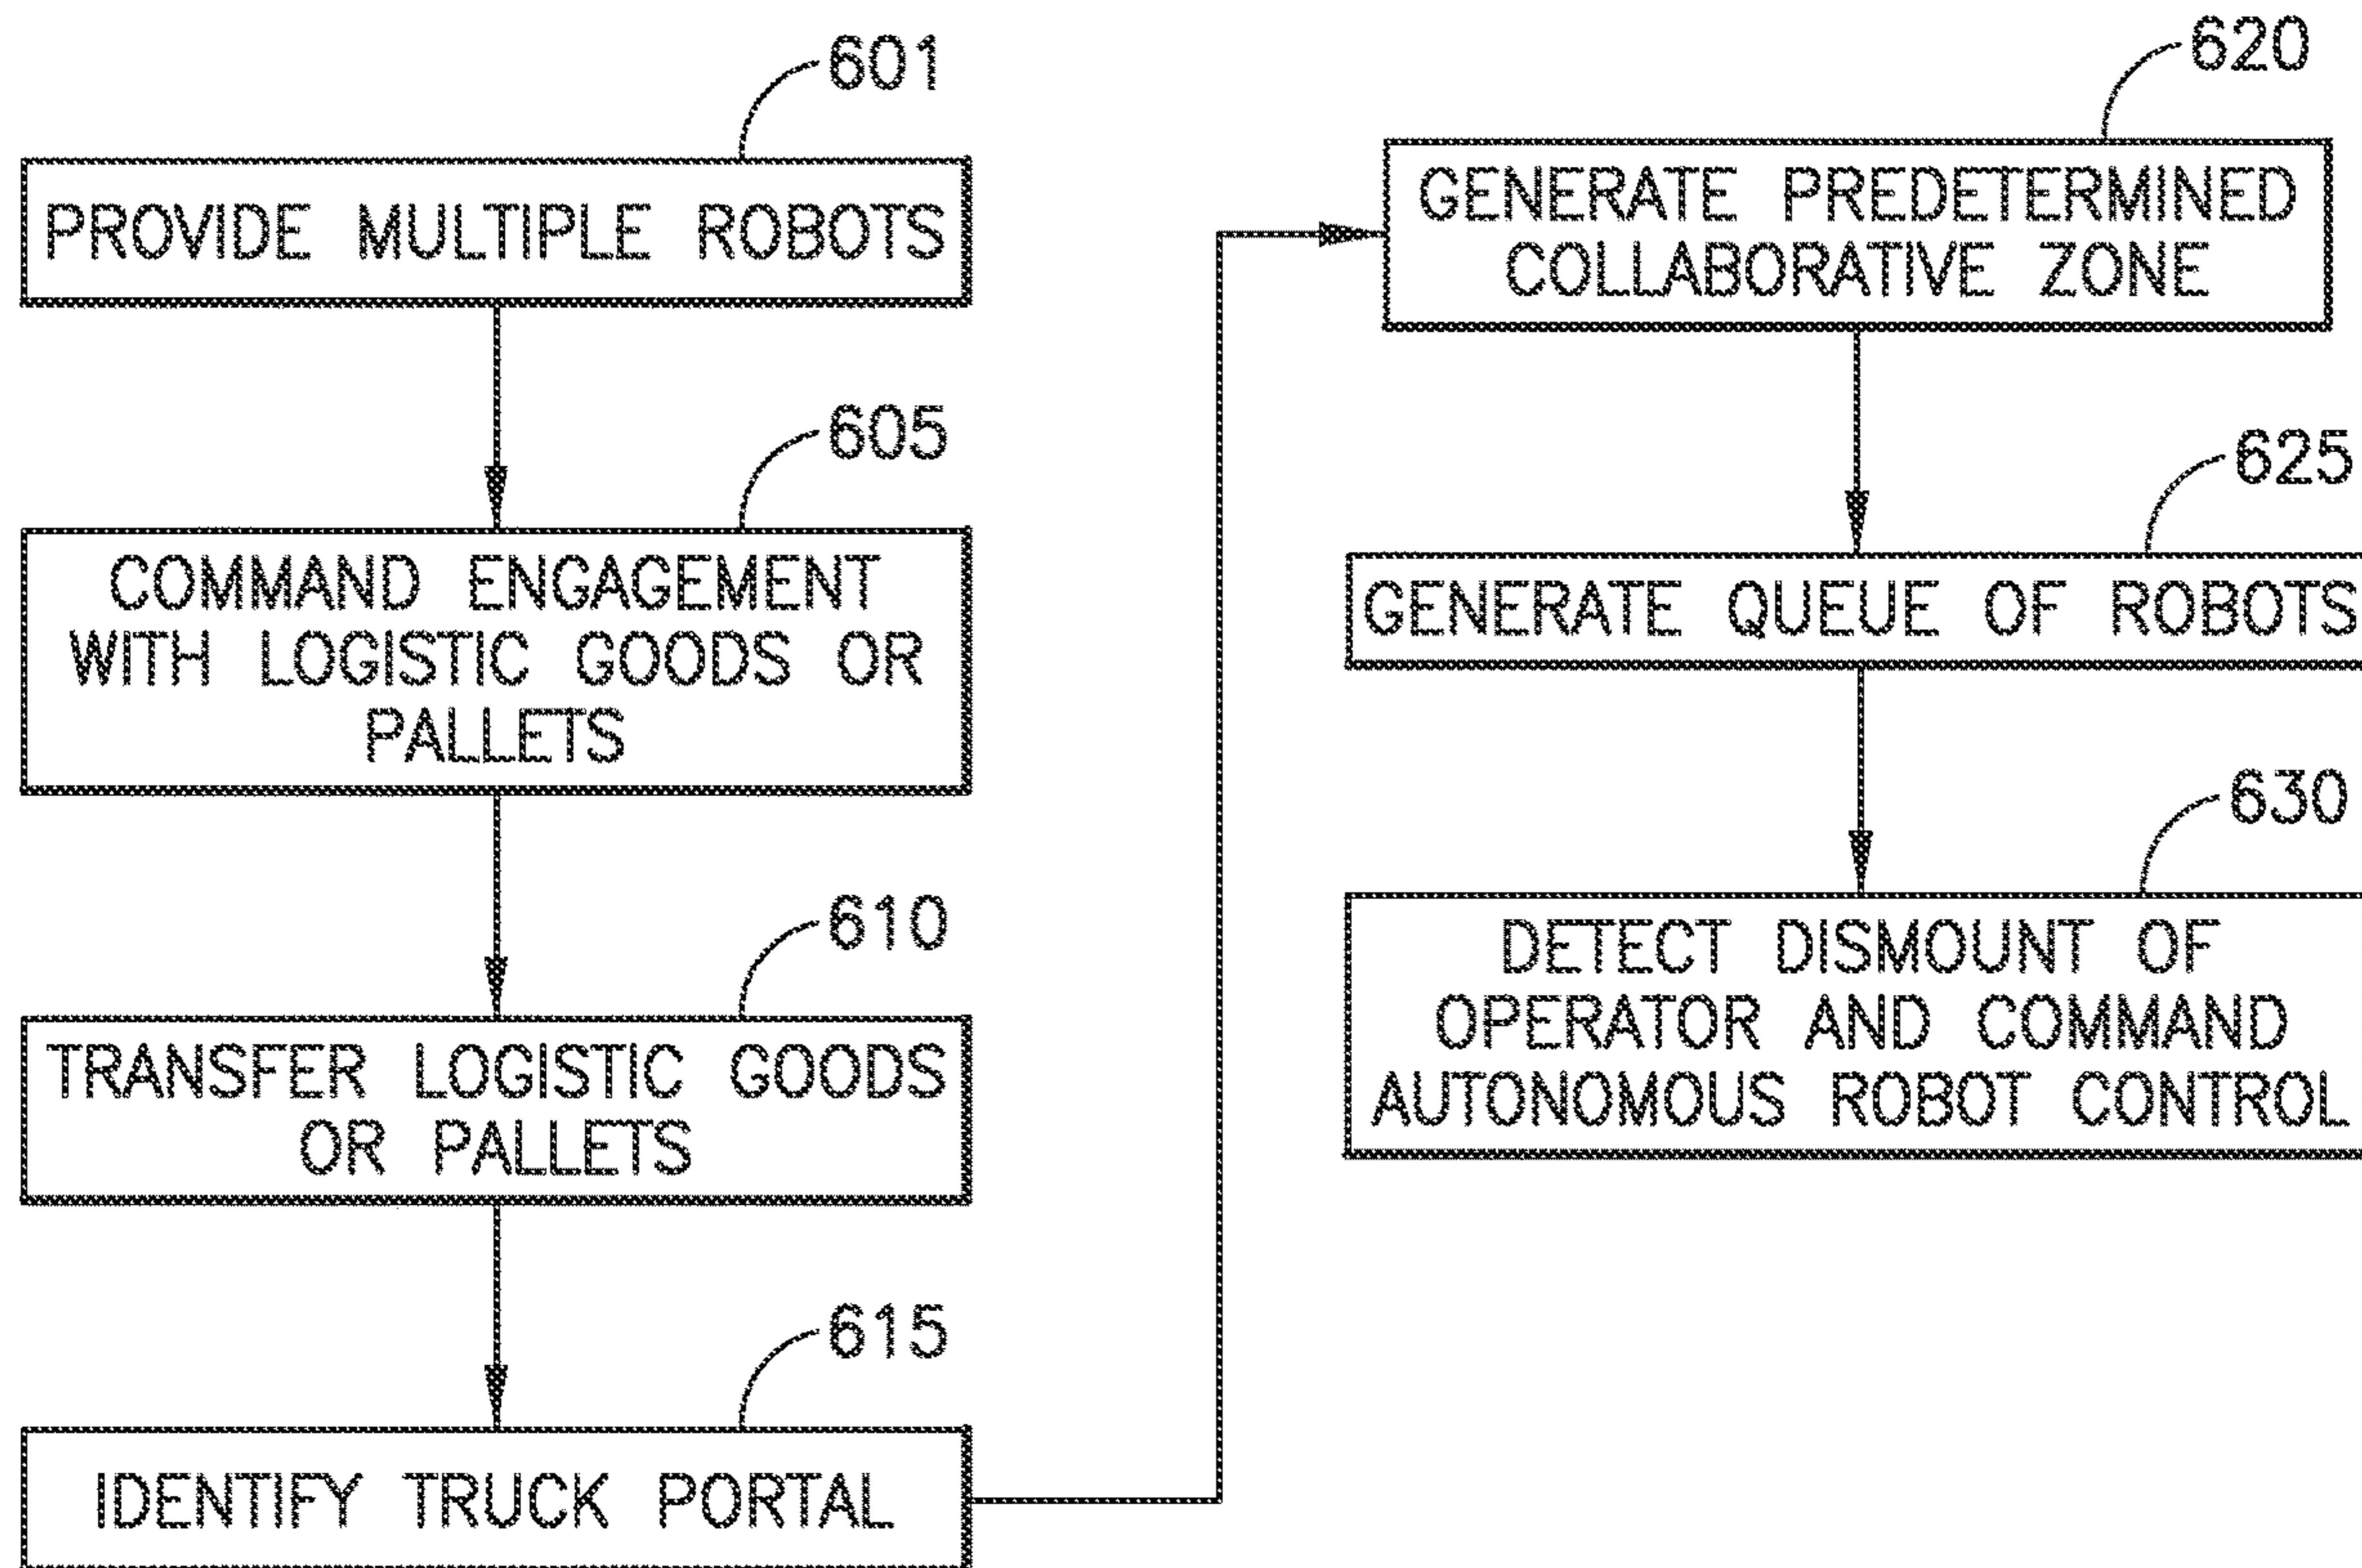 601
PROVIDE MULTIPLE ROBOTS
605
COMMAND ENGAGEMENT
WITH LOGISTIC GOODS OR
PALLETS
610
TRANSFER LOGISTIC GOODS
OR PALLETS
615
IDENTIFY TRUCK PORTAL
620
GENERATE PREDETERMINED
COLLABORATIVE ZONE
625
GENERATE QUEUE OF ROBOTS
630
DETECT DISMOUNT OF
OPERATOR AND COMMAND
AUTONOMOUS ROBOT CONTROL